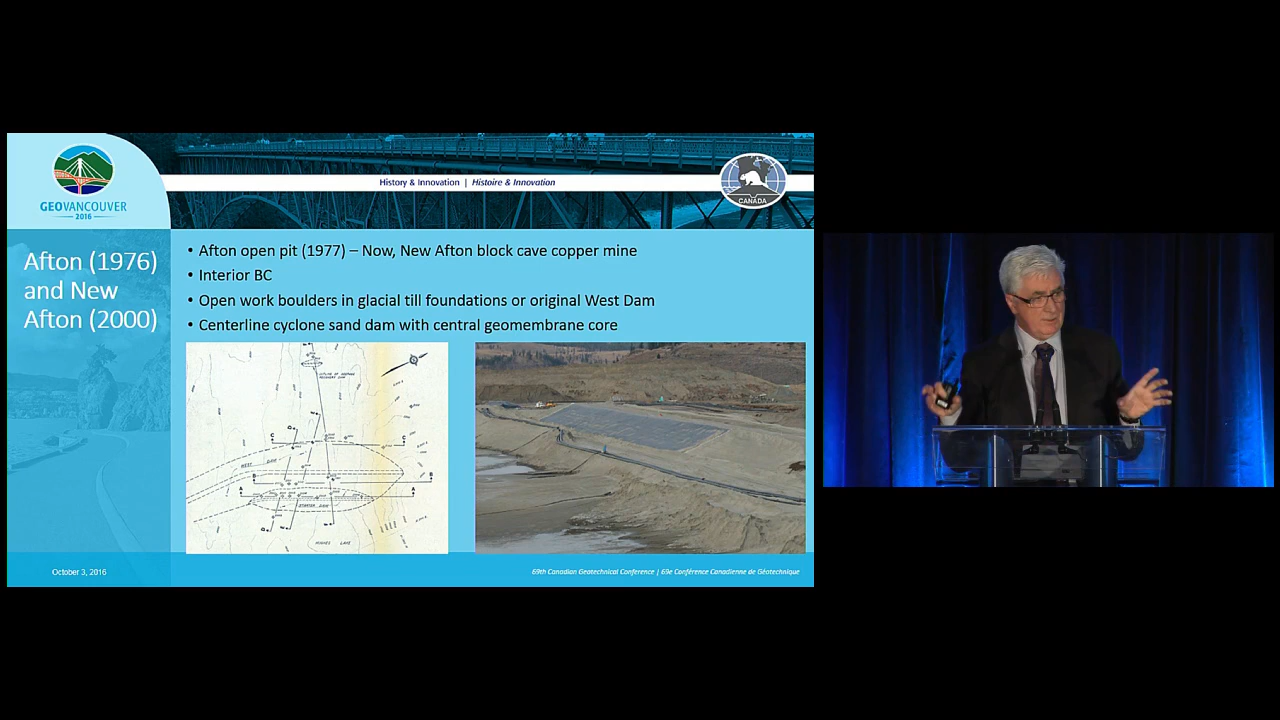 History & Innovation | Histoire & Innovation
GEOVANCOUVER
2016
CANADA
Afton (1976)
and New
Afton (2000)
• Afton open pit (1977) – Now, New Afton block cave copper mine
• Interior BC
• Open work boulders in glacial till foundations or original West Dam
• Centerline cyclone sand dam with central geomembrane core
WEST DAM
STARTER DAM
October 3, 2016
69th Canadian Geotechnical Conference | 69e Conférence Canadienne de Géotechnique